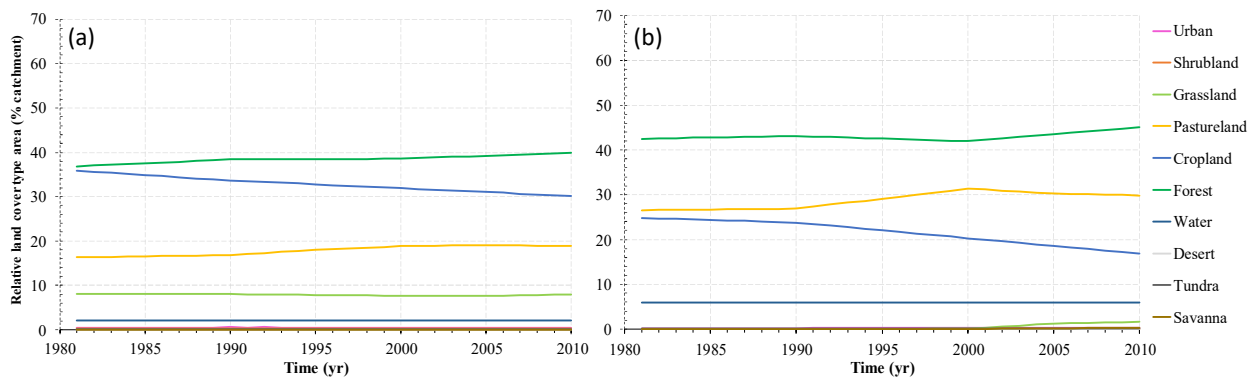 (a)
Relative land cover type area (% catchment)
70
60
50
40
30
20
10
0
1980 1985 1990 1995 2000 2005 2010
Time (yr)
(b)
70
60
50
40
30
20
10
0
1980 1985 1990 1995 2000 2005 2010
Time (yr)
Urban
Shrubland
Grassland
Pastureland
Cropland
Forest
Water
Desert
Tundra
Savanna